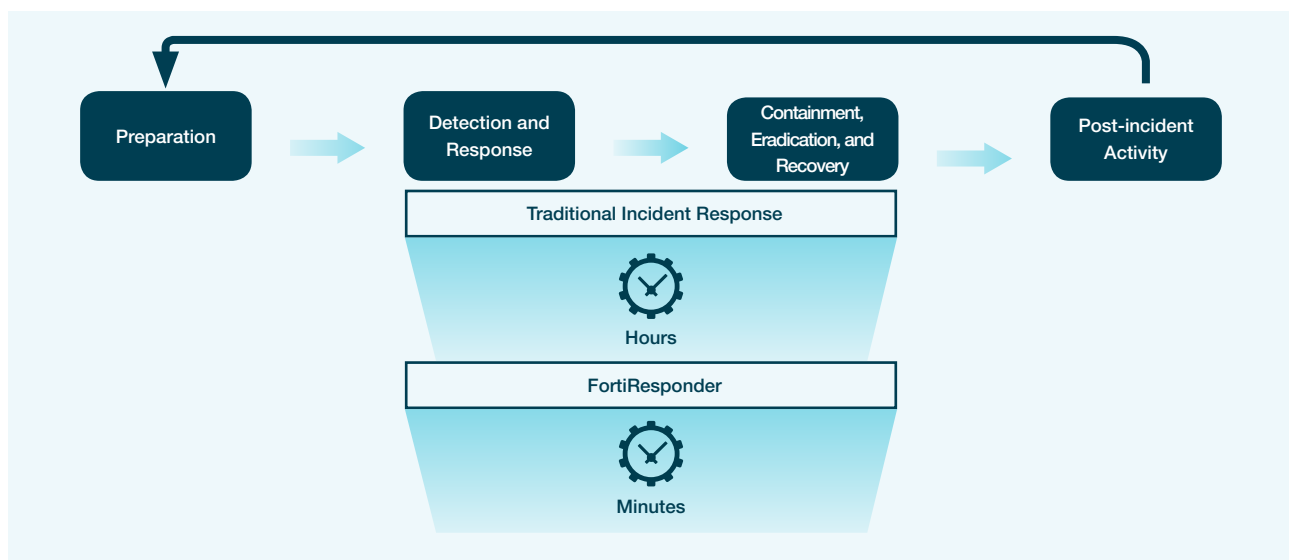 Preparation
Detection and
Response
Containment,
Eradication, and
Recovery
Post-incident
Activity
Traditional Incident Response
Hours
FortiResponder
Minutes